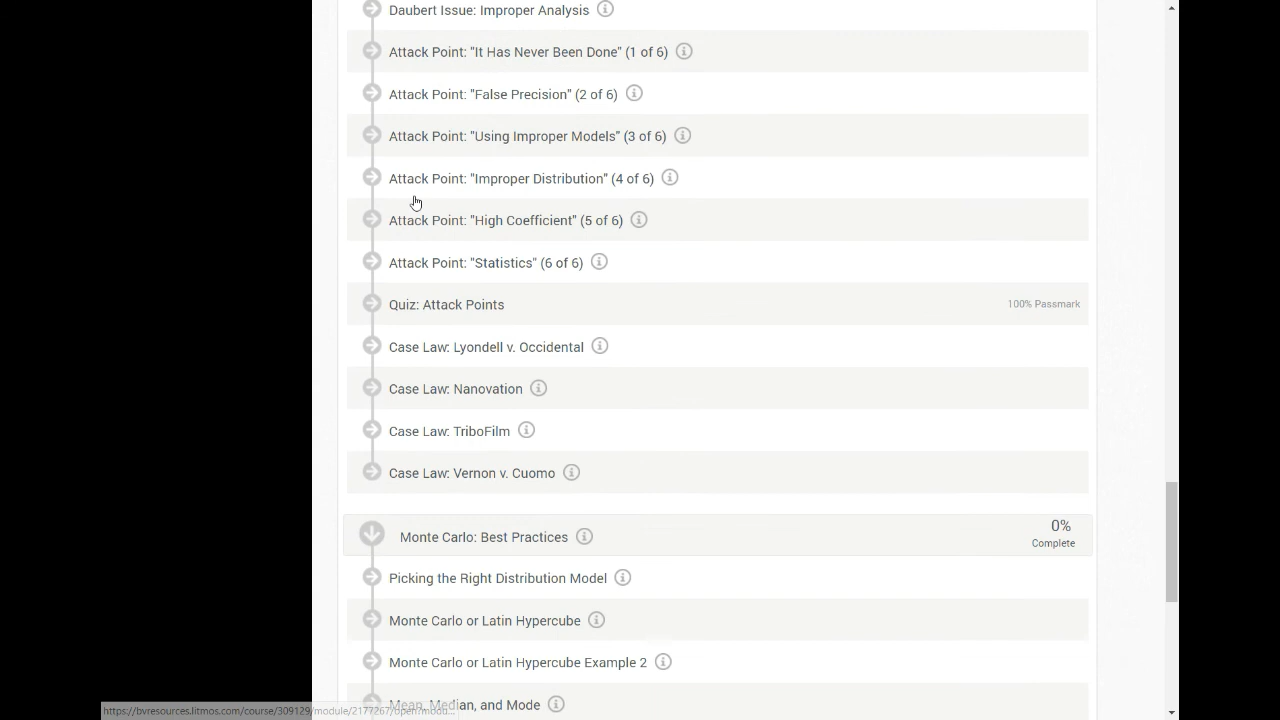 Daubert Issue: Improper Analysis
Attack Point: "It Has Never Been Done" (1 of 6)
Attack Point: "False Precision" (2 of 6)
Attack Point: "Using Improper Models" (3 of 6)
Attack Point: "Improper Distribution" (4 of 6)
Attack Point: "High Coefficient" (5 of 6)
Attack Point: "Statistics" (6 of 6)
Quiz: Attack Points 100% Passmark
Case Law: Lyondell v. Occidental
Case Law: Nanovation
Case Law: TriboFilm
Case Law: Vernon v. Cuomo
Monte Carlo: Best Practices
0%
Complete
Picking the Right Distribution Model
Monte Carlo or Latin Hypercube
Monte Carlo or Latin Hypercube Example 2
Mean, Median, and Mode